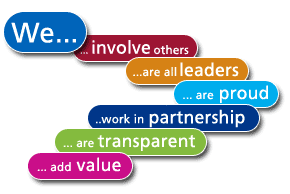 We...
... involve others
...are all leaders
... are proud
..work in partnership
... are transparent
... add value